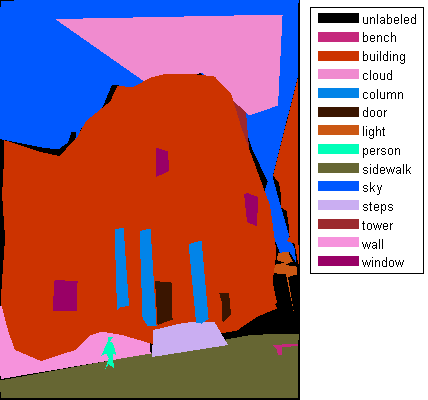 unlabeled
bench
building
cloud
column
door
light
person
sidewalk
sky
steps
tower
wall
window